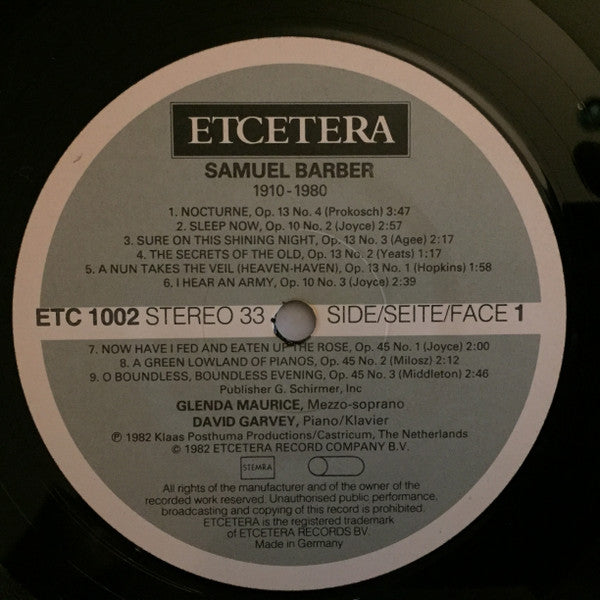 ETCETERA
SAMUEL BARBER
1910-1980
1. NOCTURNE, Op. 13 No. 4 (Prokosch) 3:47
2. SLEEP NOW, Op. 10 No. 2 (Joyce) 2:57
3. SURE ON THIS SHINING NIGHT, Op. 13 No. 3 (Agee) 2:17
4. THE SECRETS OF THE OLD, Op. 13 No. 2 (Yeats) 1:17
5. A NUN TAKES THE VEIL (HEAVEN-HAVEN), Op. 13 No. 1 (Hopkins) 1:58
6. I HEAR AN ARMY, Op. 10 No. 3 (Joyce) 2:39
ETC 1002 STEREO 33 SIDE/SEITE/FACE 1
7. NOW HAVE I FED AND EATEN UP THE ROSE, Op. 45 No. 1 (Joyce) 2:00
8. A GREEN LOWLAND OF PIANOS, Op. 45 No. 2 (Milosz) 2:12
9. O BOUNDLESS, BOUNDLESS EVENING, Op. 45 No. 3 (Middleton) 2:46
Publisher G. Schirmer, Inc
GLENDA MAURICE, Mezzo-soprano
DAVID GARVEY, Piano/Klavier
℗ 1982 Klaas Posthuma Productions/Castricum, The Netherlands
© 1982 ETCETERA RECORD COMPANY B.V.
STEMRA
All rights of the manufacturer and of the owner of the
recorded work reserved. Unauthorised public performance,
broadcasting and copying of this record is prohibited.
ETCETERA is the registered trademark
of ETCETERA RECORDS BV.
Made in Germany